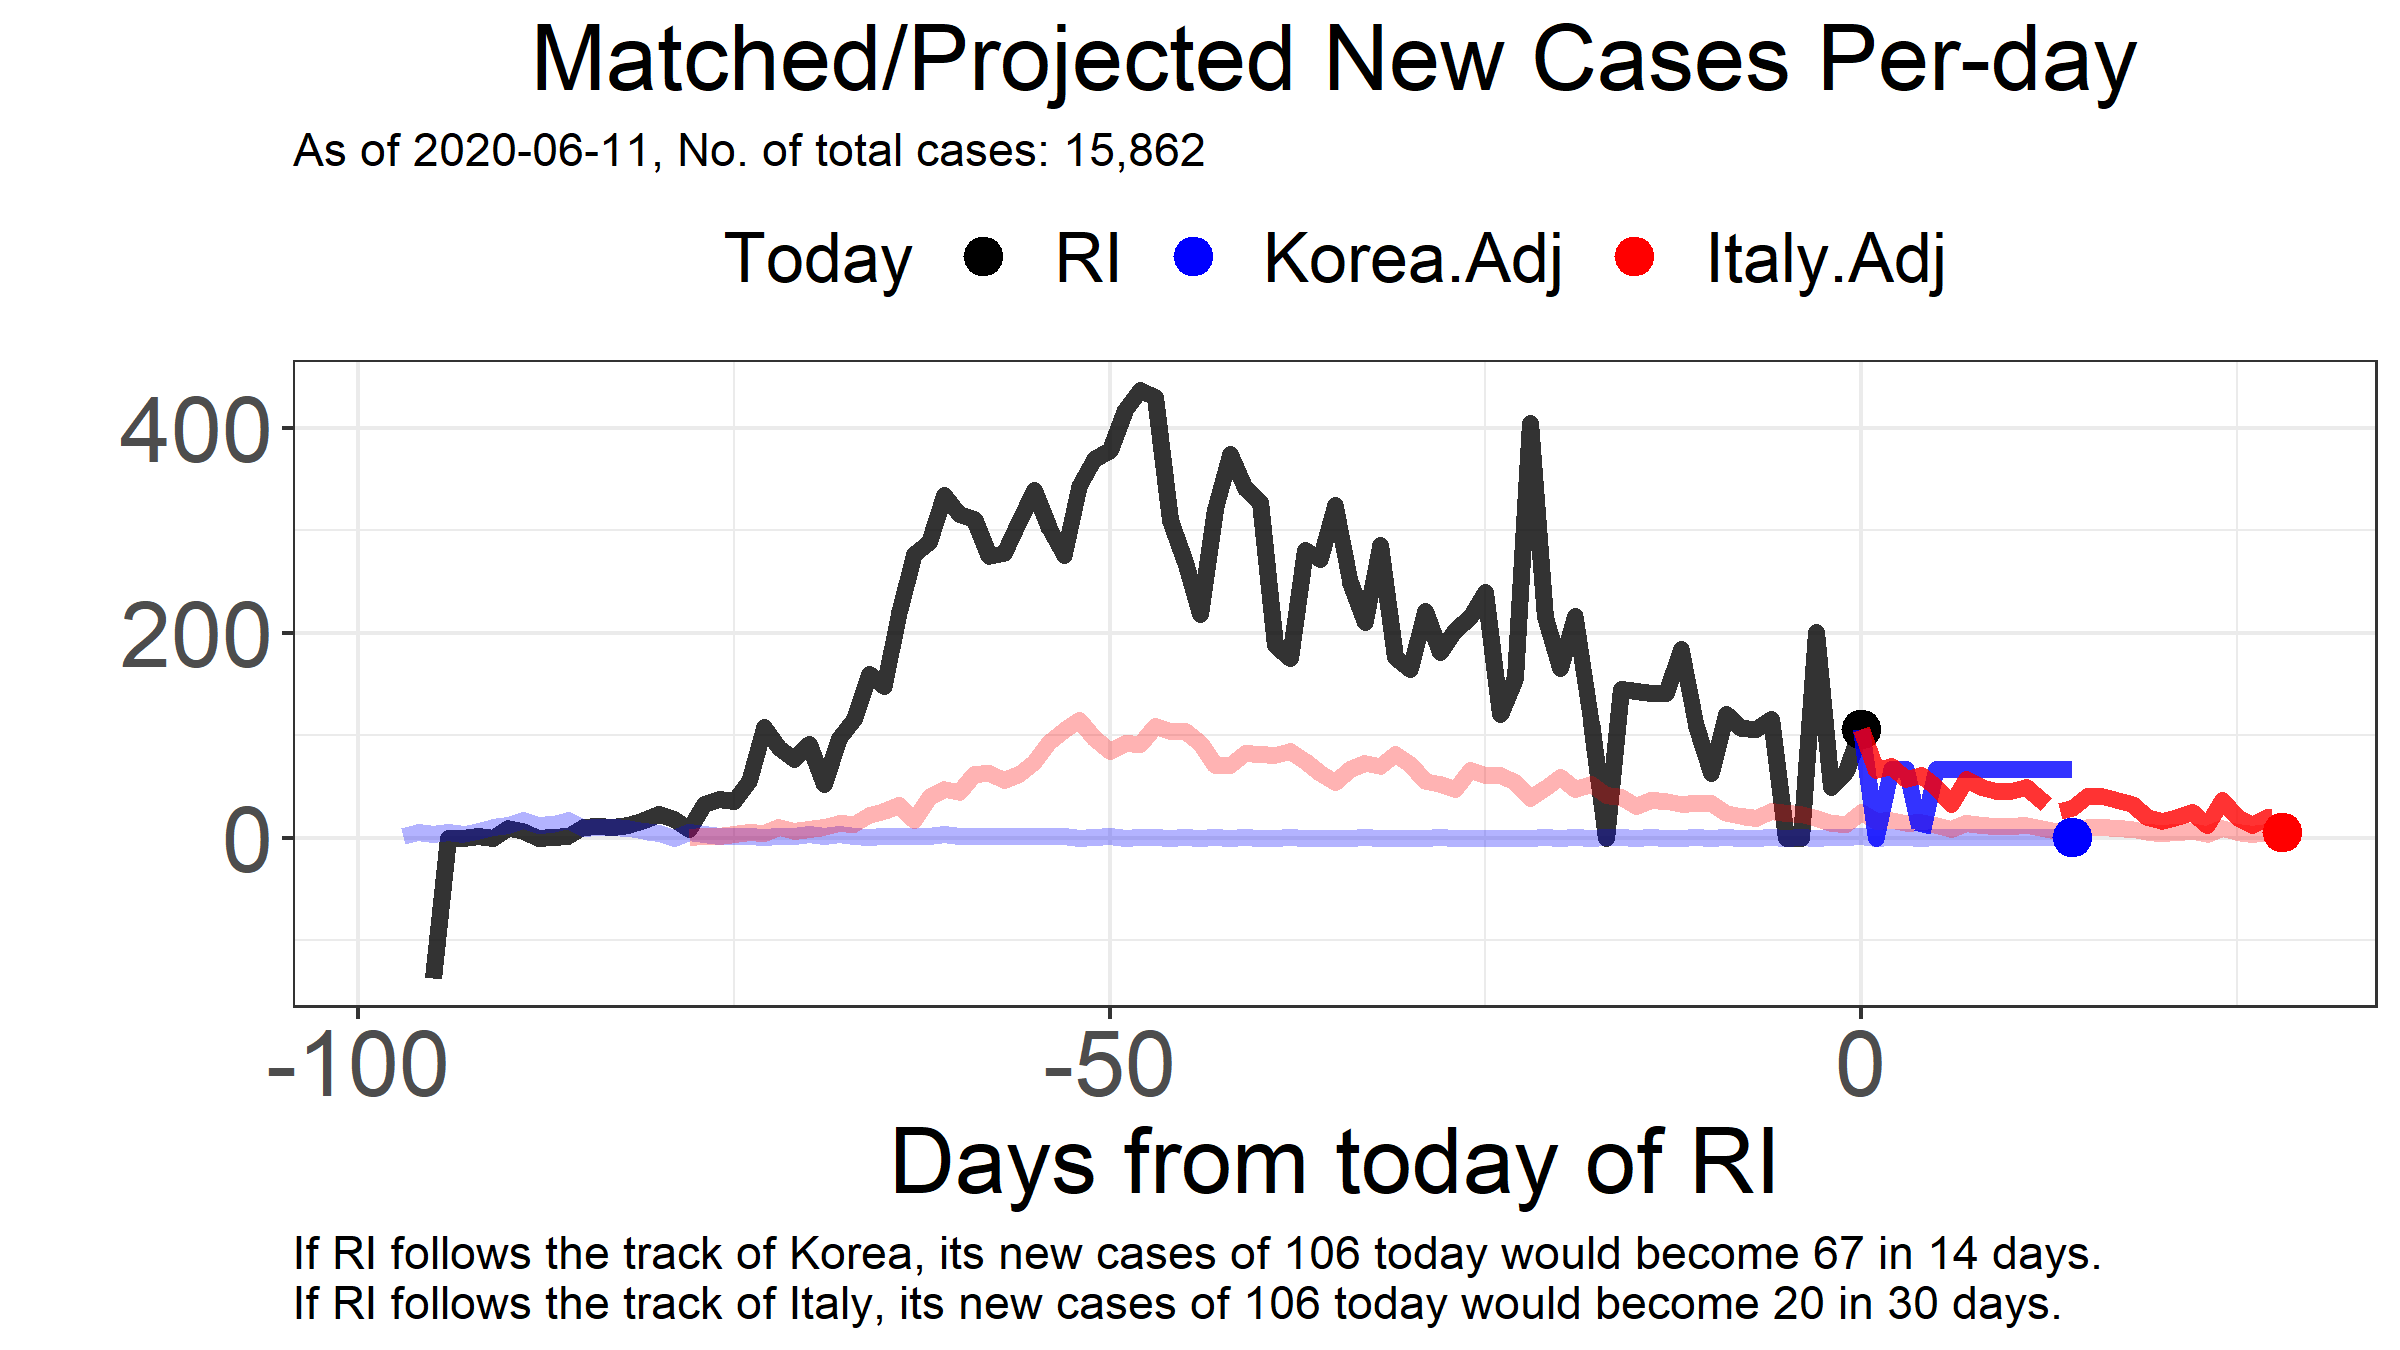 Matched/Projected New Cases Per-day
As of 2020-06-11, No. of total cases: 15,862
Today RI Korea.Adj Italy.Adj
400
200
0
-100 -50 0
Days from today of RI
If RI follows the track of Korea, its new cases of 106 today would become 67 in 14 days.
If RI follows the track of Italy, its new cases of 106 today would become 20 in 30 days.